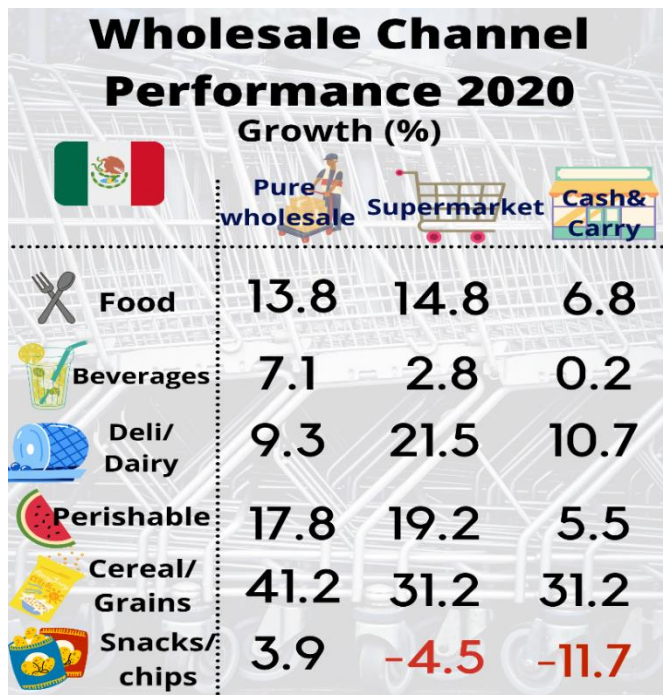 Wholesale Channel
Performance 2020
Growth (%)
Pure
wholesale
Supermarket
Cash&
Carry
Food 13.8 14.8 6.8
Beverages 7.1 2.8 0.2
Deli/
Dairy 9.3 21.5 10.7
Perishable 17.8 19.2 5.5
Cereal/
Grains 41.2 31.2 31.2
Snacks/
chips 3.9 -4.5 -11.7